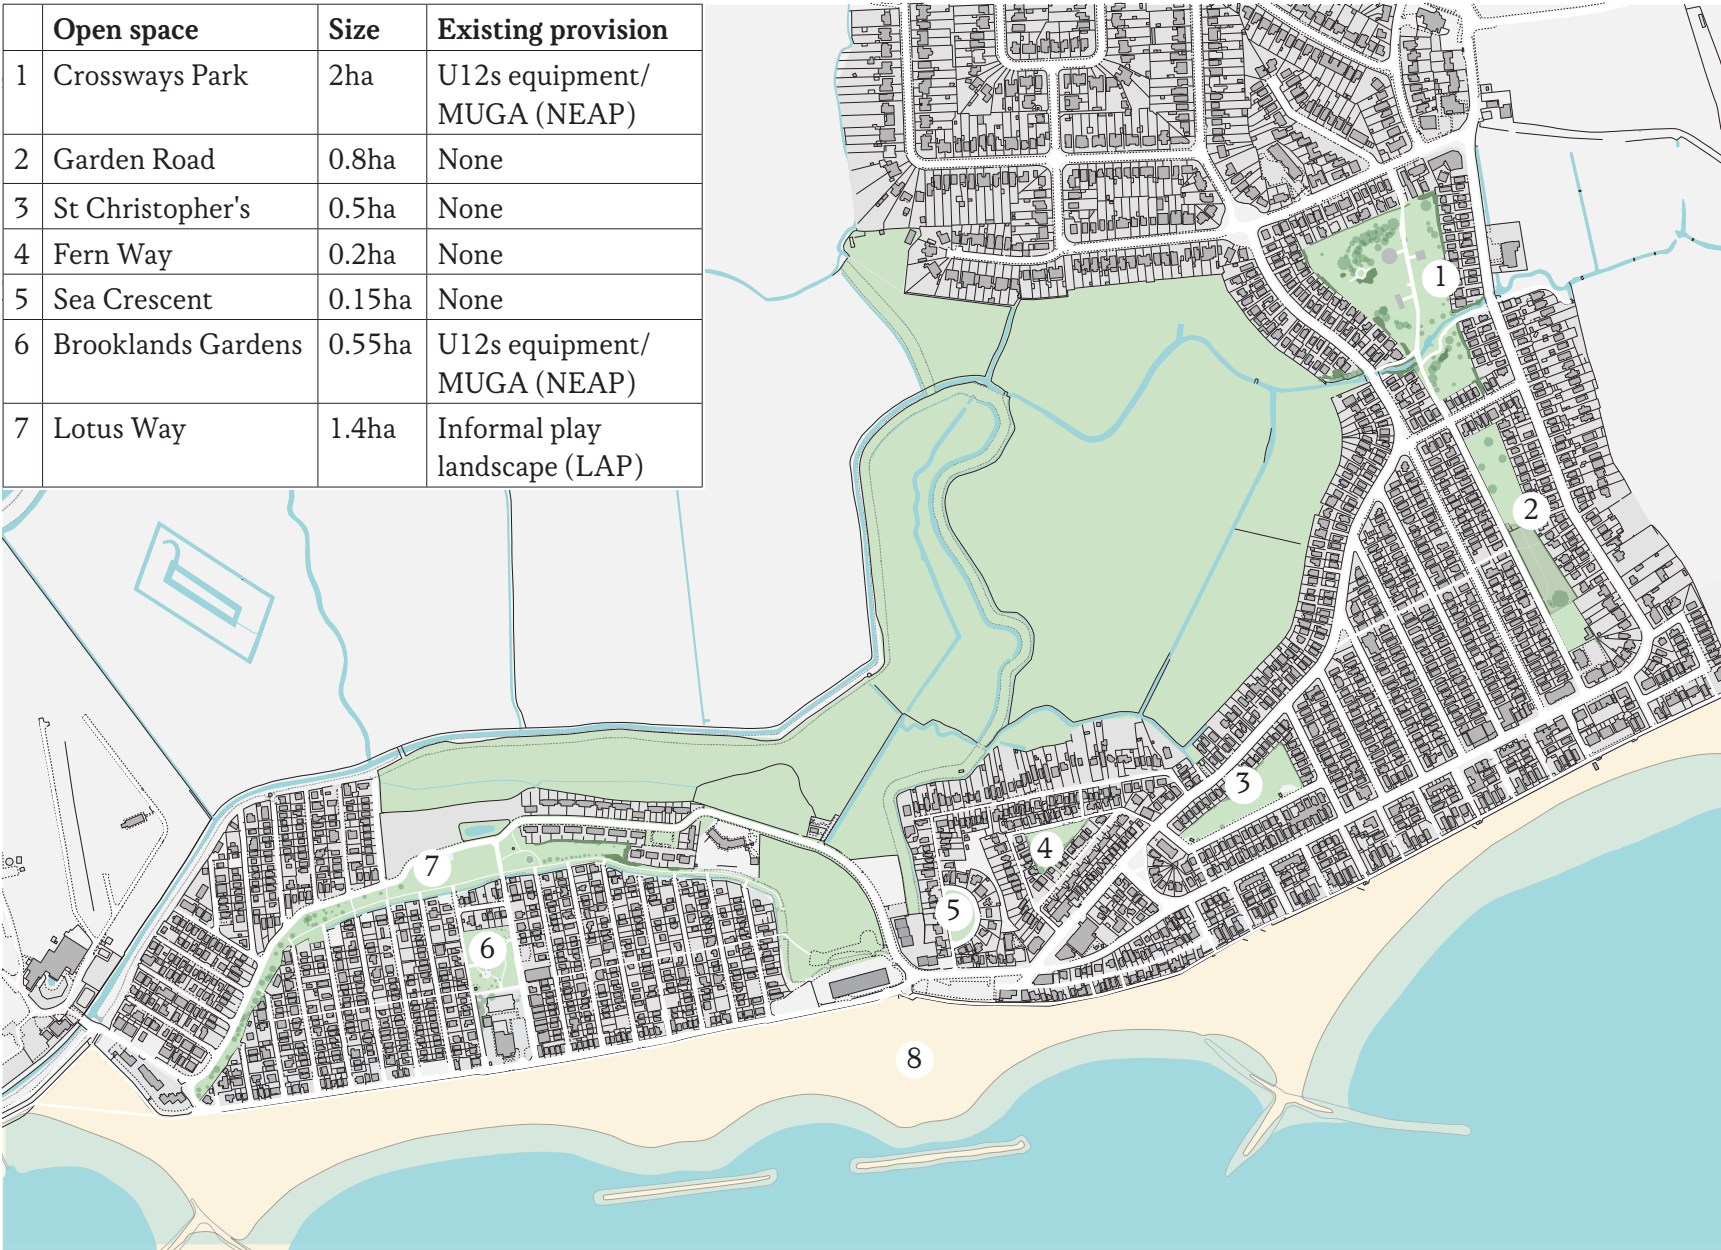 Open space Size Existing provision
1 Crossways Park 2ha U12s equipment/
MUGA (NEAP)
2 Garden Road 0.8ha None
3 St Christopher's 0.5ha None
4 Fern Way 0.2ha None
5 Sea Crescent 0.15ha None
6 Brooklands Gardens 0.55ha U12s equipment/
MUGA (NEAP)
7 Lotus Way 1.4ha Informal play
landscape (LAP)
1
2
3
4
7
5
6
8